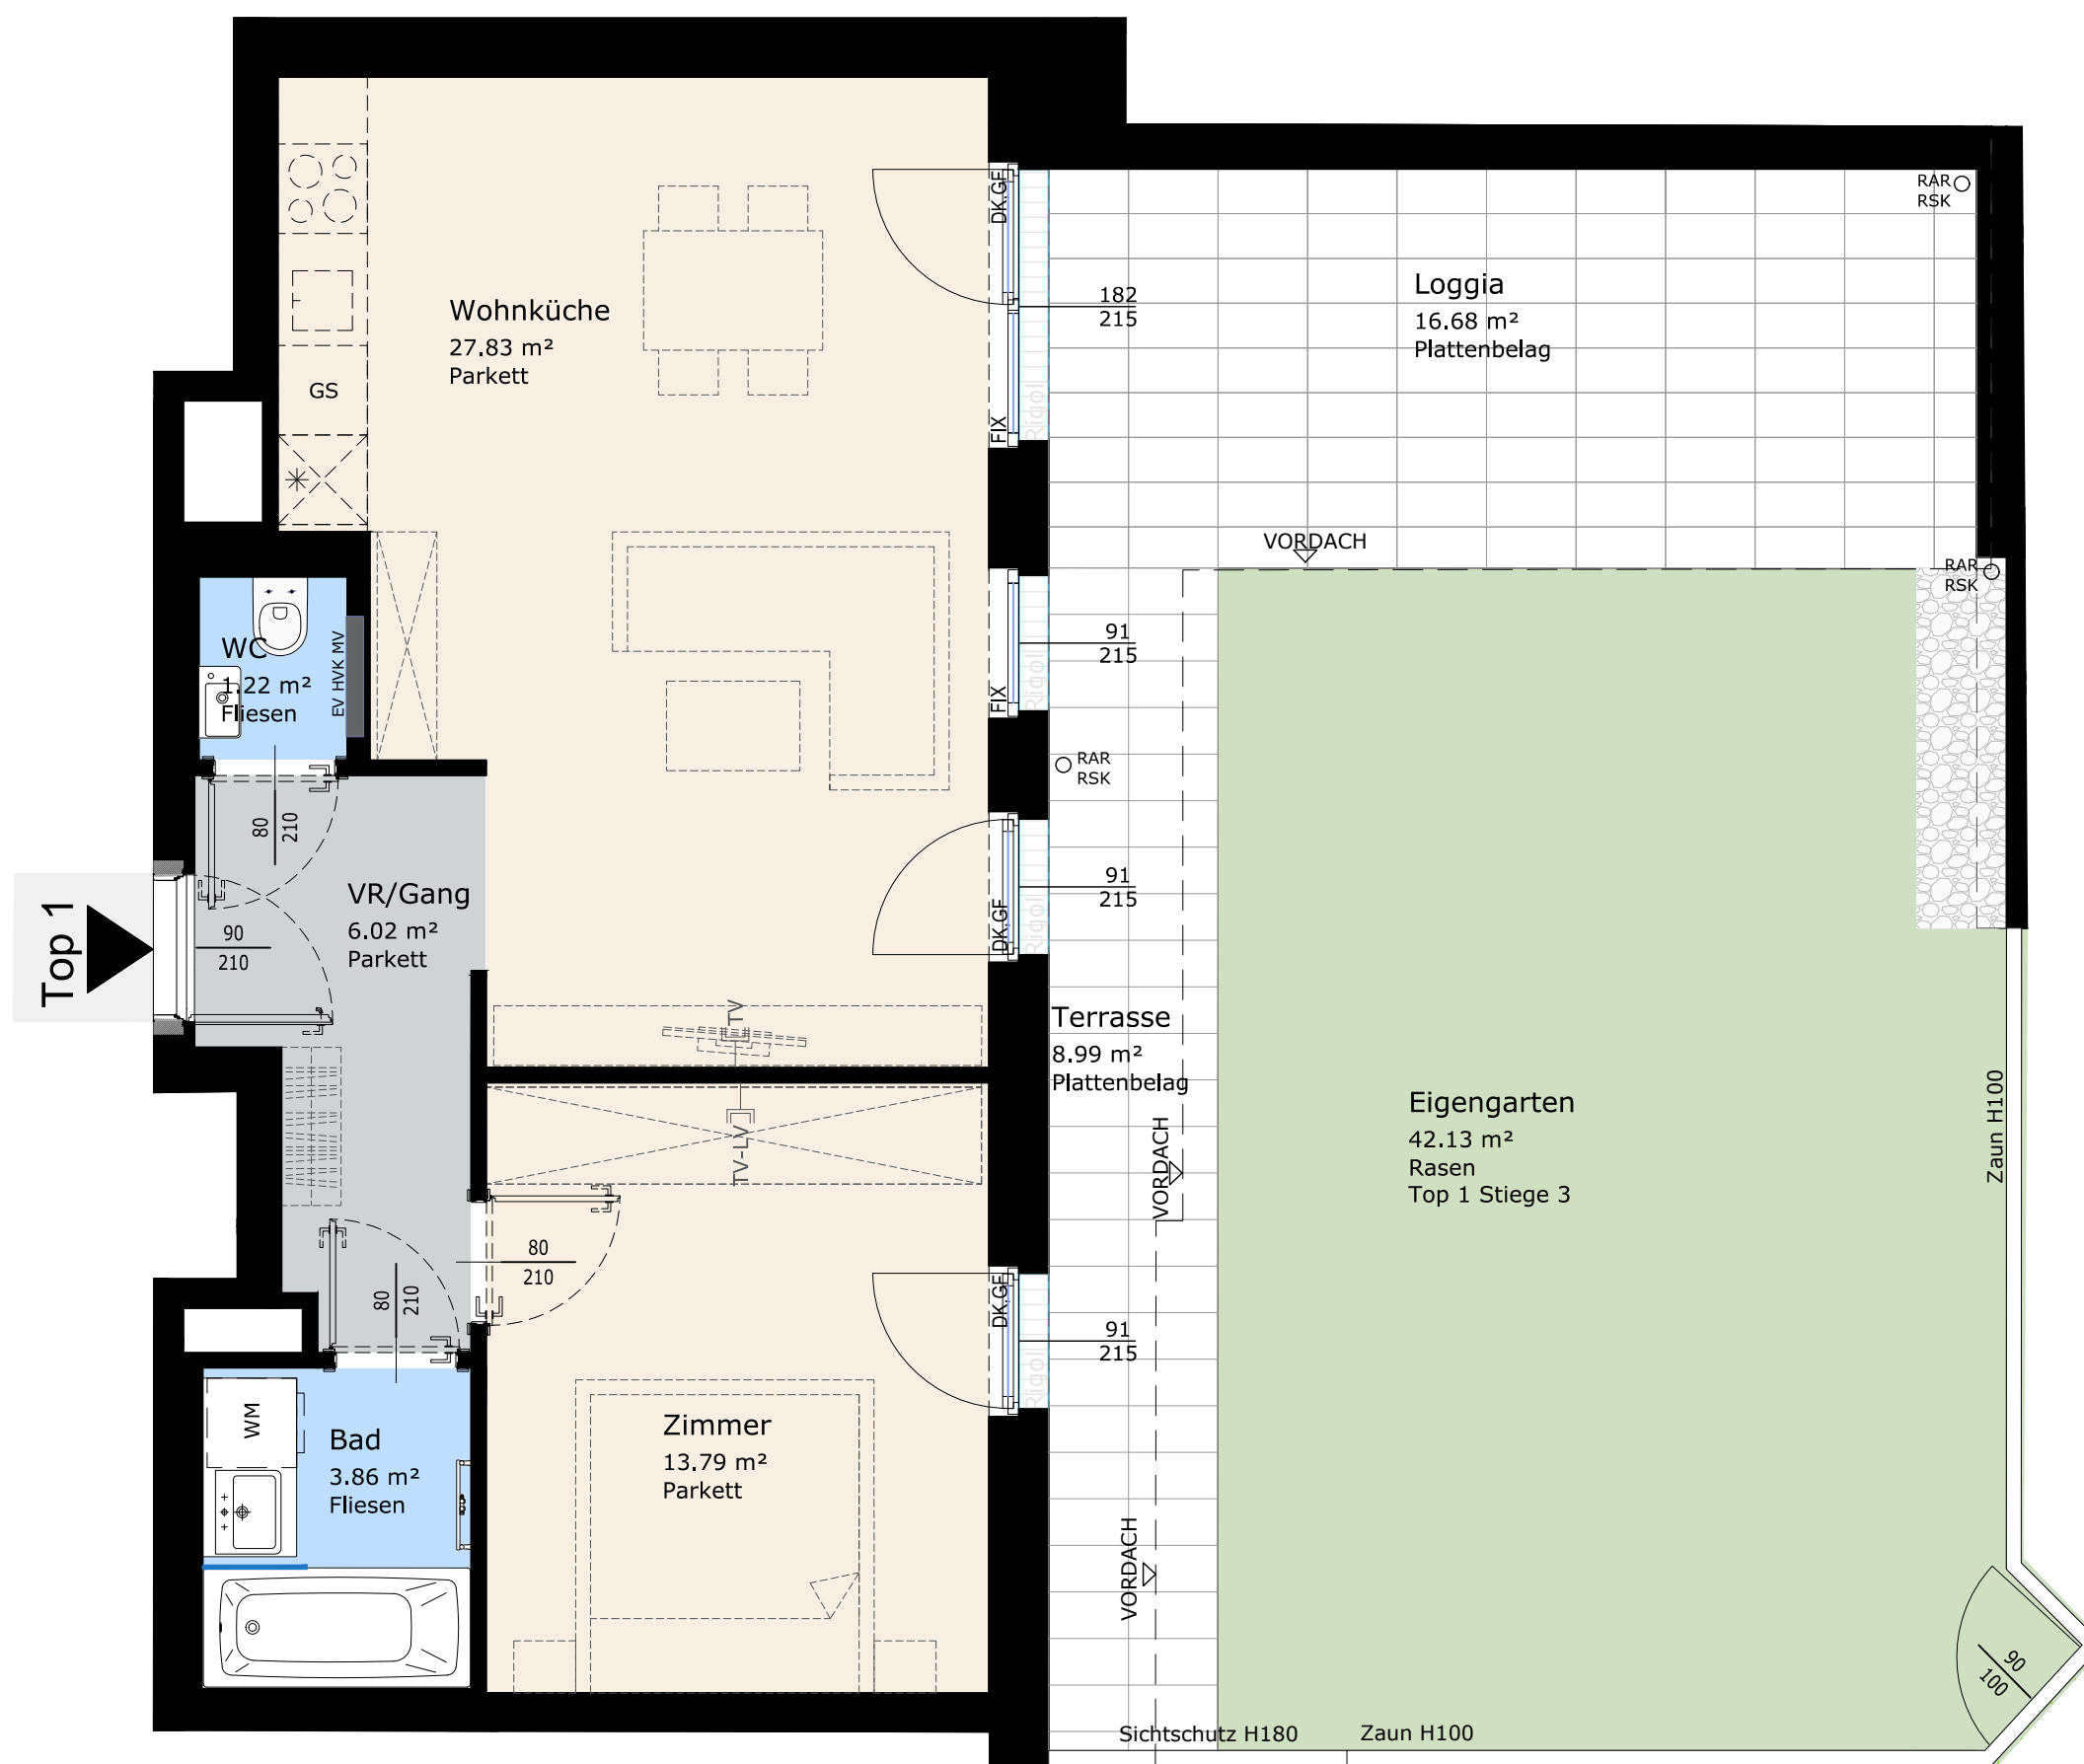 RAR
RSK
DK.GF
182
215
Loggia
16.68 m²
Plattenbelag
Wohnküche
27.83 m²
Parkett
GS
FIX
Rigol
VORDACH
RAR
RSK
WC
1.22 m²
Fliesen
EV HVK MV
91
215
FIX
Rigol
RAR
RSK
80
210
VR/Gang
6.02 m²
Parkett
Top 1
90
210
91
215
DK.GF
Rigol
TV
Terrasse
8.99 m²
Plattenbelag
Eigengarten
42.13 m²
Rasen
Top 1 Stiege 3
Zaun H100
TV-LV
VORDACH
80
210
80
210
DK.GF
91
215
Rigol
WM
Bad
3.86 m²
Fliesen
Zimmer
13.79 m²
Parkett
VORDACH
90
100
Sichtschutz H180
Zaun H100